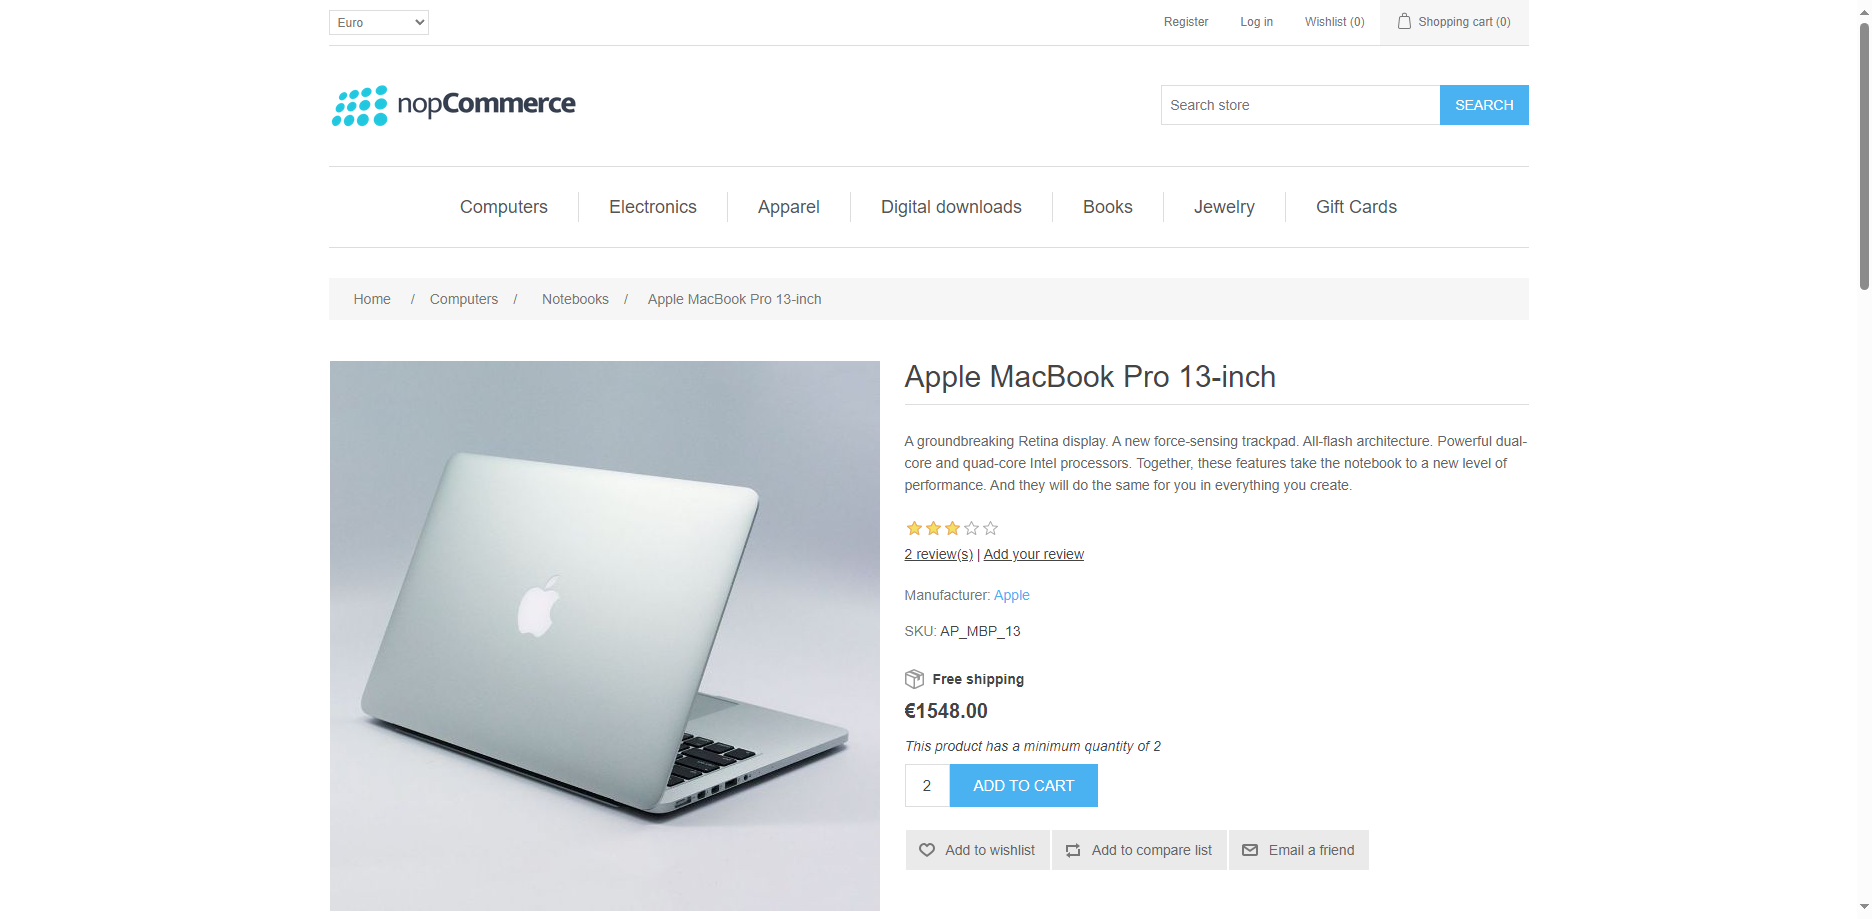 Euro
Register
Log in
Wishlist (0)
Shopping cart (0)
nopCommerce
Search store
SEARCH
Computers
Electronics
Apparel
Digital downloads
Books
Jewelry
Gift Cards
Home / Computers / Notebooks / Apple MacBook Pro 13-inch
Apple MacBook Pro 13-inch
A groundbreaking Retina display. A new force-sensing trackpad. All-flash architecture. Powerful dual-
core and quad-core Intel processors. Together, these features take the notebook to a new level of
performance. And they will do the same for you in everything you create.
2 review(s) | Add your review
Manufacturer: Apple
SKU: AP_MBP_13
Free shipping
€1548.00
This product has a minimum quantity of 2
2
ADD TO CART
Add to wishlist
Add to compare list
Email a friend